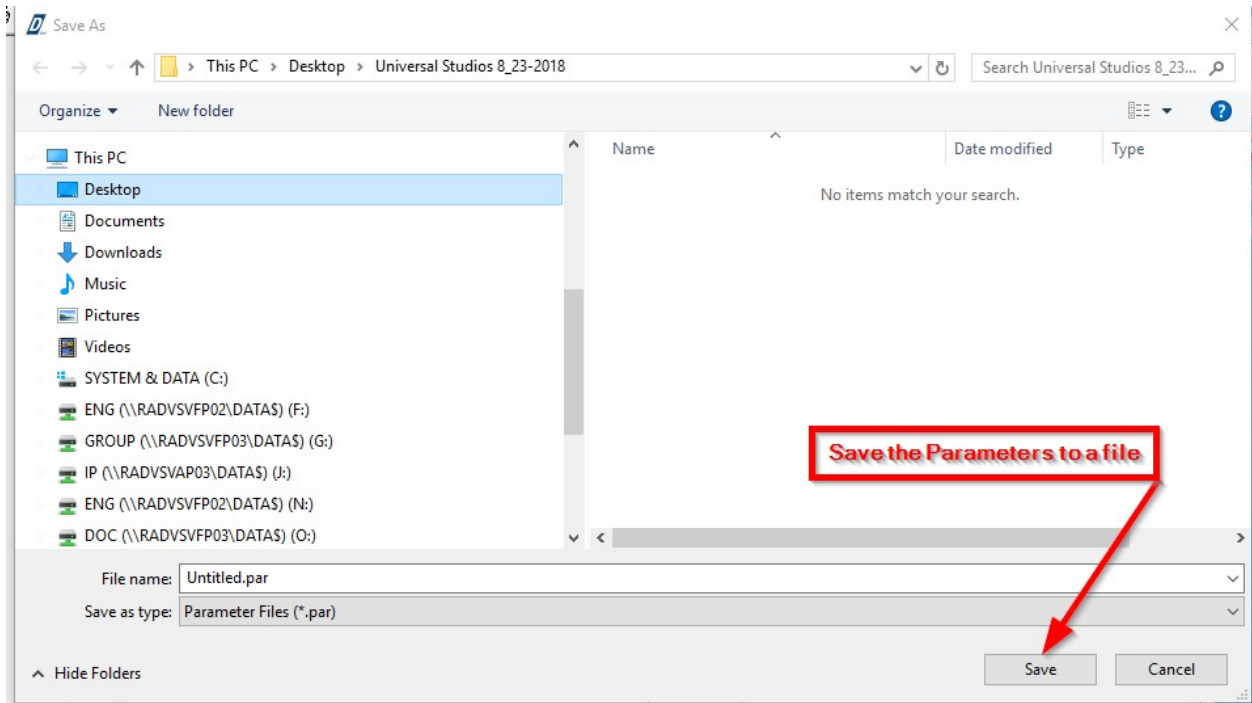 Save As
This PC > Desktop > Universal Studios 8_23-2018
Search Universal Studios 8_23...
Organize
New folder
This PC
Desktop
Documents
Downloads
Music
Pictures
Videos
SYSTEM & DATA (C:)
ENG (\\RADVSVFP02\DATA$) (F:)
GROUP (\\RADVSVFP03\DATA$) (G:)
IP (\\RADVSVAP03\DATA$) (J:)
ENG (\\RADVSVFP02\DATA$) (N:)
DOC (\\RADVSVFP03\DATA$) (O:)
Name
Date modified
Type
No items match your search.
Save the Parameters to a file
File name: Untitled.par
Save as type: Parameter Files (*.par)
Hide Folders
Save
Cancel